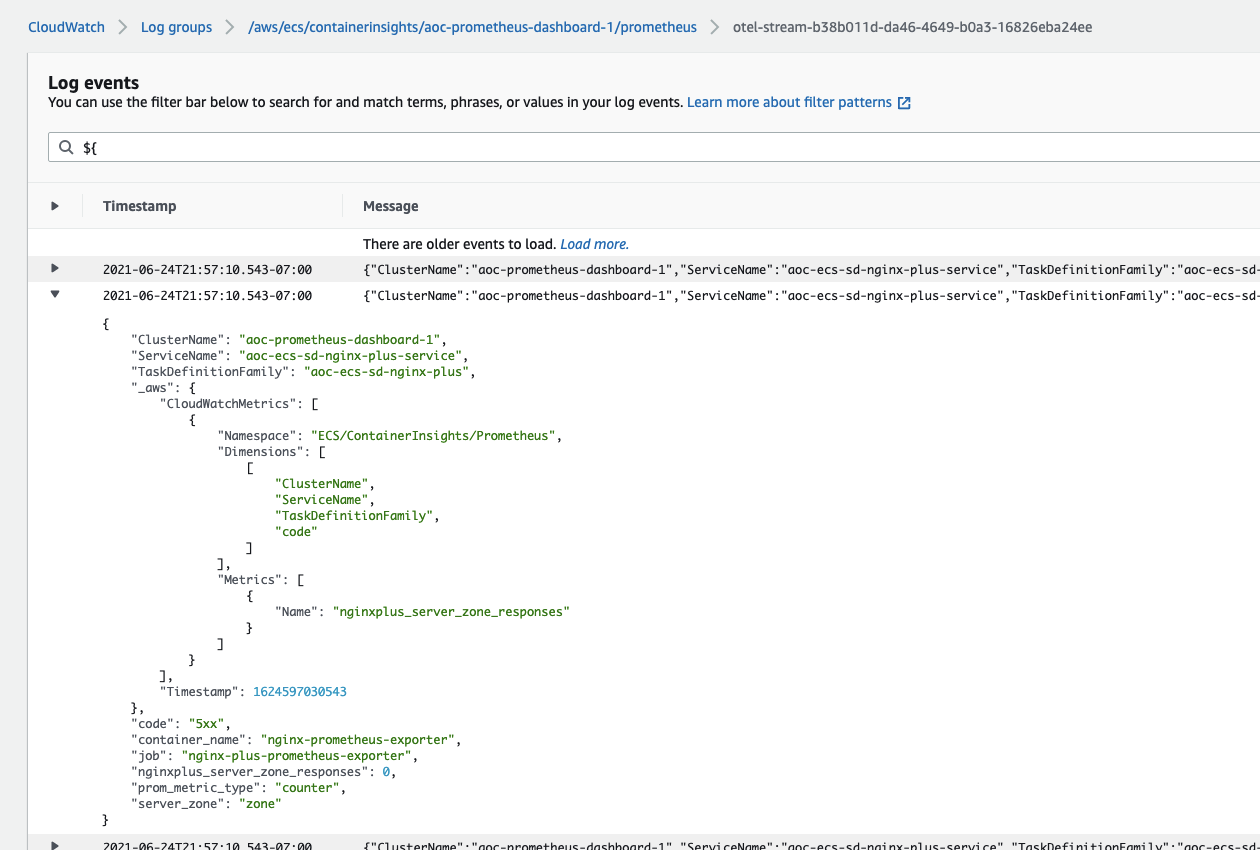 CloudWatch > Log groups > /aws/ecs/containerinsights/aoc-prometheus-dashboard-1/prometheus > otel-stream-b38b011d-da46-4649-b0a3-16826eba24ee
Log events
You can use the filter bar below to search for and match terms, phrases, or values in your log events. Learn more about filter patterns
${
Timestamp Message
There are older events to load. Load more.
2021-06-24T21:57:10.543-07:00 {"ClusterName":"aoc-prometheus-dashboard-1","ServiceName":"aoc-ecs-sd-nginx-plus-service","TaskDefinitionFamily":"aoc-ecs-sd-
2021-06-24T21:57:10.543-07:00 {"ClusterName":"aoc-prometheus-dashboard-1","ServiceName":"aoc-ecs-sd-nginx-plus-service","TaskDefinitionFamily":"aoc-ecs-sd-
{
    "ClusterName": "aoc-prometheus-dashboard-1",
    "ServiceName": "aoc-ecs-sd-nginx-plus-service",
    "TaskDefinitionFamily": "aoc-ecs-sd-nginx-plus",
    "_aws": {
        "CloudWatchMetrics": [
            {
                "Namespace": "ECS/ContainerInsights/Prometheus",
                "Dimensions": [
                    [
                        "ClusterName",
                        "ServiceName",
                        "TaskDefinitionFamily",
                        "code"
                    ]
                ],
                "Metrics": [
                    {
                        "Name": "nginxplus_server_zone_responses"
                    }
                ]
            }
        ],
        "Timestamp": 1624597030543
    },
    "code": "5xx",
    "container_name": "nginx-prometheus-exporter",
    "job": "nginx-plus-prometheus-exporter",
    "nginxplus_server_zone_responses": 0,
    "prom_metric_type": "counter",
    "server_zone": "zone"
}
2021-06-24T21:57:10.543-07:00 {"ClusterName":"aoc-prometheus-dashboard-1","ServiceName":"aoc-ecs-sd-nginx-plus-service","TaskDefinitionFamily":"aoc-ecs-sd-